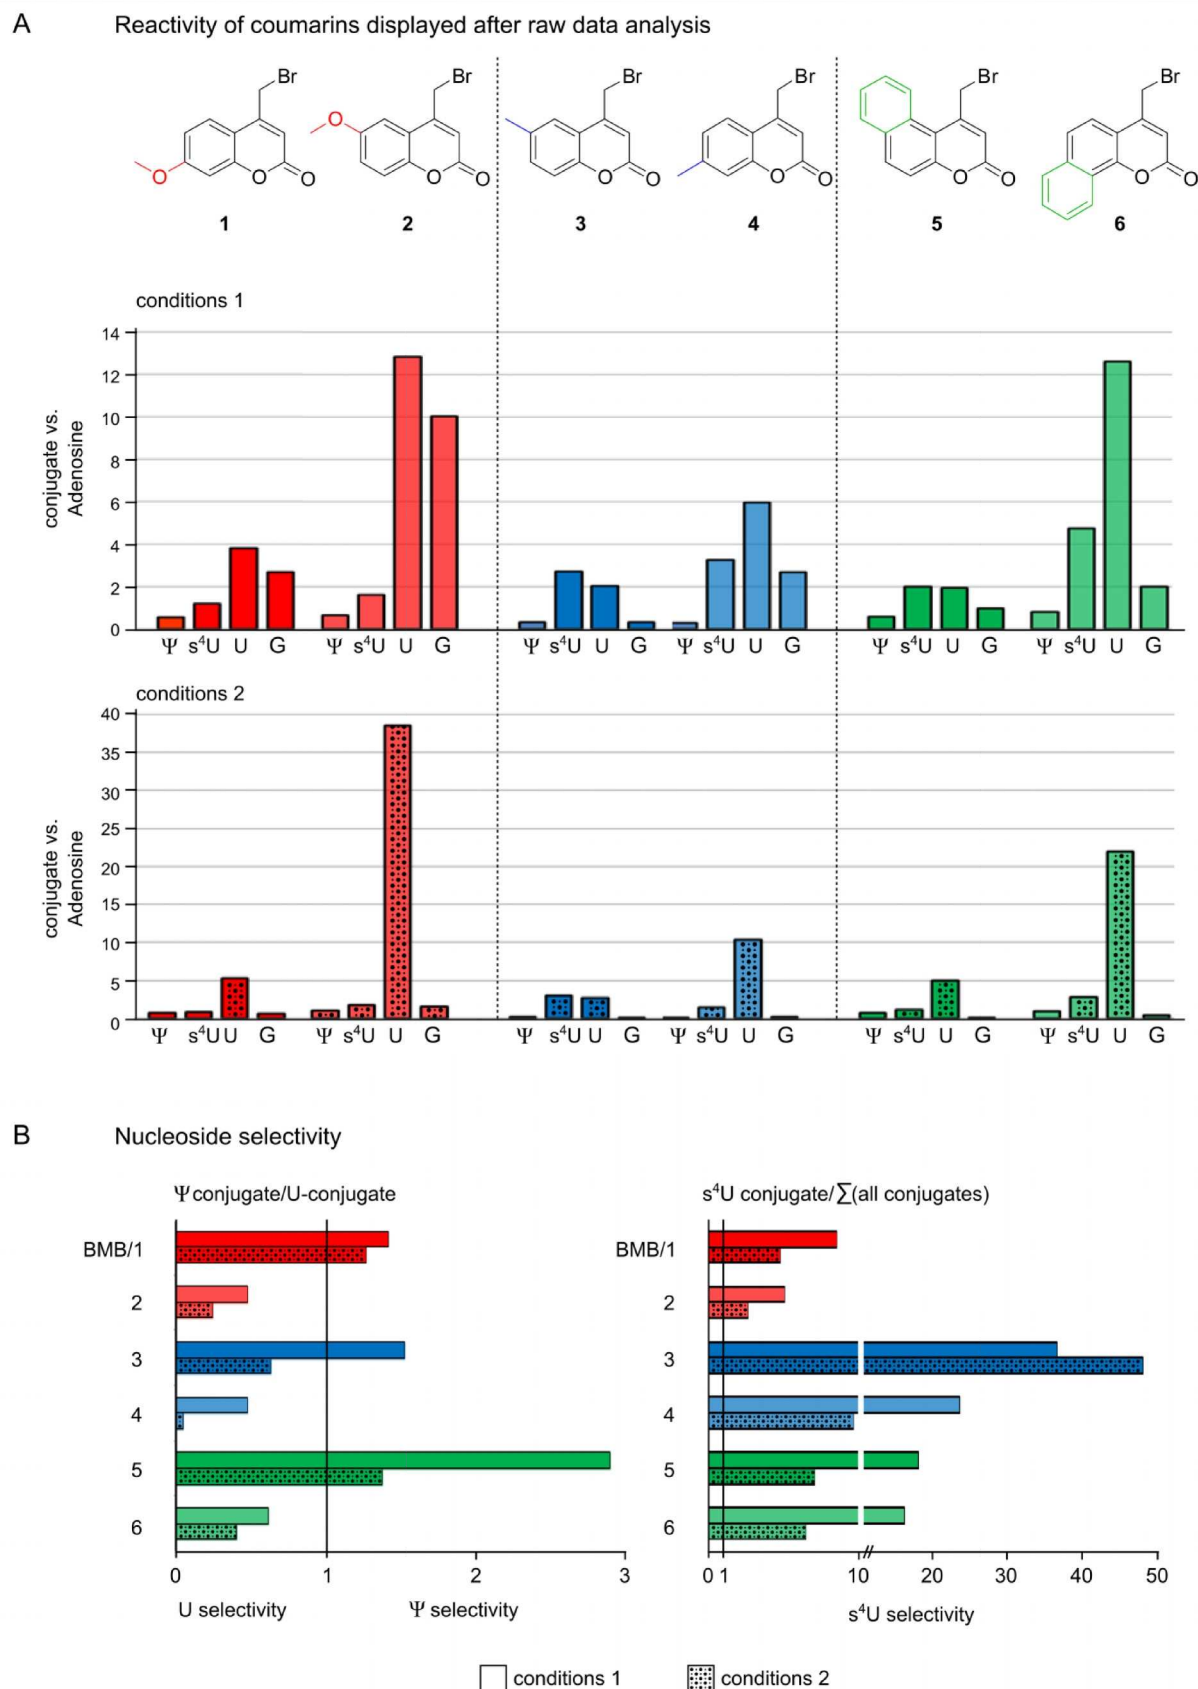 A Reactivity of coumarins displayed after raw data analysis
Br Br Br Br Br Br
O O O O O O O O O O O O O O
1 2 3 4 5 6
conditions 1
conjugate vs.
Adenosine
14
12
10
8
6
4
2
0
Ψ s⁴U U G Ψ s⁴U U G Ψ s⁴U U G Ψ s⁴U U G Ψ s⁴U U G Ψ s⁴U U G
conditions 2
conjugate vs.
Adenosine
40
35
30
25
20
15
10
5
0
Ψ s⁴U U G Ψ s⁴U U G Ψ s⁴U U G Ψ s⁴U U G Ψ s⁴U U G Ψ s⁴U U G
B Nucleoside selectivity
Ψ conjugate/U-conjugate
BMB/1
2
3
4
5
6
0 1 2 3
U selectivity Ψ selectivity
s⁴U conjugate/∑(all conjugates)
BMB/1
2
3
4
5
6
0 1 10 20 30 40 50
s⁴U selectivity
conditions 1 conditions 2